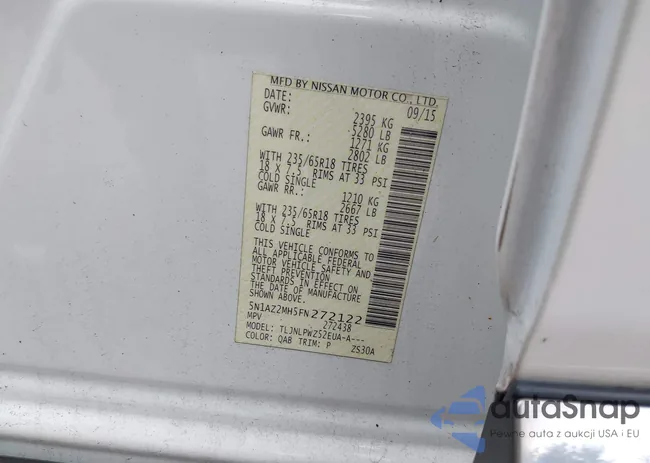 MFD BY NISSAN MOTOR CO., LTD.
DATE: 09/15
GVWR: 2395 KG
5280 LB
GAWR FR.: 1271 KG
2802 LB
WITH 235/65R18 TIRES
18 X 7.5 RIMS AT 33 PSI
COLD SINGLE
GAWR RR.: 1210 KG
2667 LB
WITH 235/65R18 TIRES
18 X 7.5 RIMS AT 33 PSI
COLD SINGLE
THIS VEHICLE CONFORMS TO
ALL APPLICABLE FEDERAL
MOTOR VEHICLE SAFETY AND
THEFT PREVENTION
STANDARDS IN EFFECT ON
THE DATE OF MANUFACTURE
SHOWN ABOVE.
5N1AZ2MH5FN272122
MPV 272438
MODEL: TLJNLPWZ52EUA-A---
COLOR: QAB TRIM: P ZS30A
autoSnap
Pewne auta z aukcji USA i EU